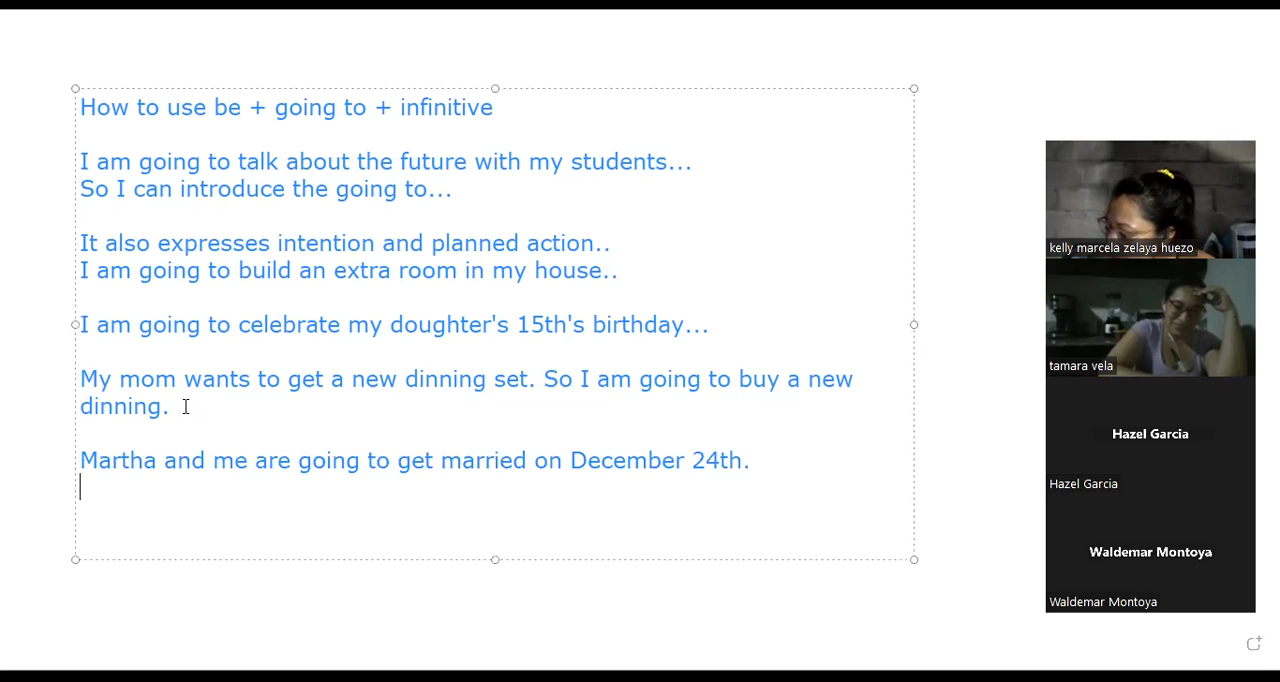 How to use be + going to + infinitive
I am going to talk about the future with my students...
So I can introduce the going to...
It also expresses intention and planned action..
I am going to build an extra room in my house..
I am going to celebrate my doughter's 15th's birthday...
My mom wants to get a new dinning set. So I am going to buy a new
dinning.
Martha and me are going to get married on December 24th.
kelly marcela zelaya huezo
tamara vela
Hazel Garcia
Hazel Garcia
Waldemar Montoya
Waldemar Montoya